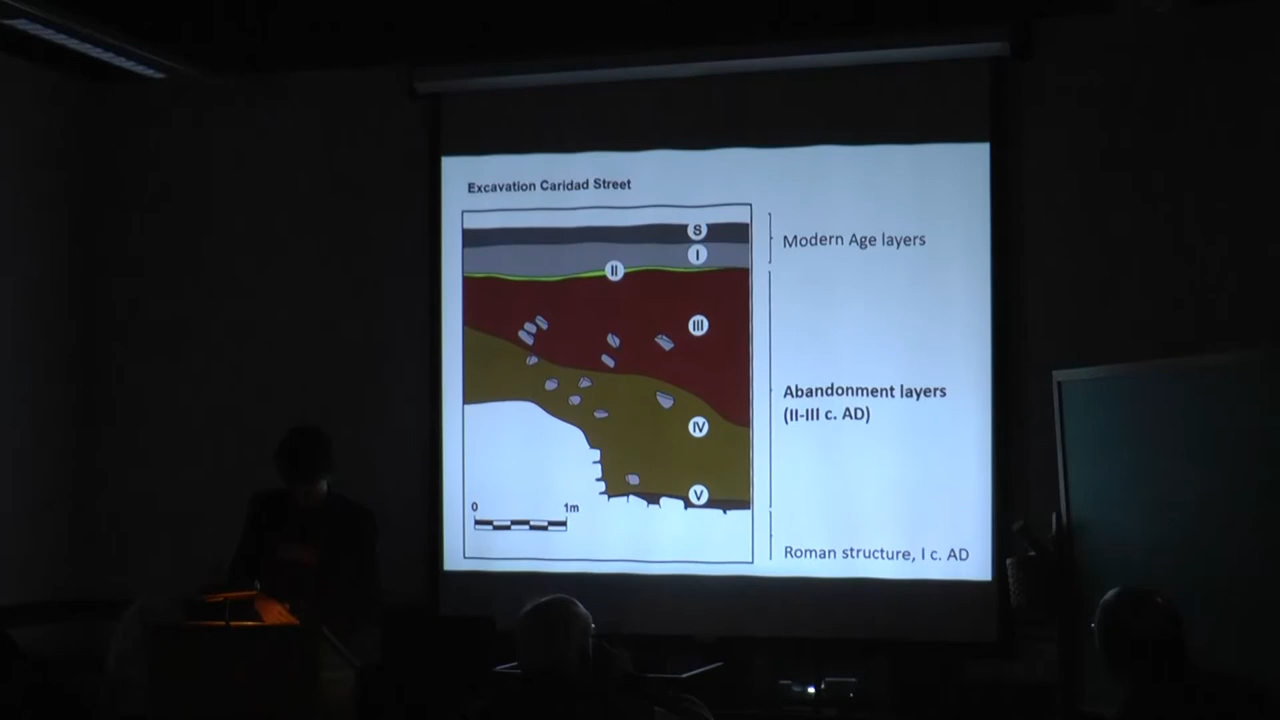 Excavation Caridad Street
S
I
II
III
IV
V
0 1m
Modern Age layers
Abandonment layers
(II-III c. AD)
Roman structure, I c. AD